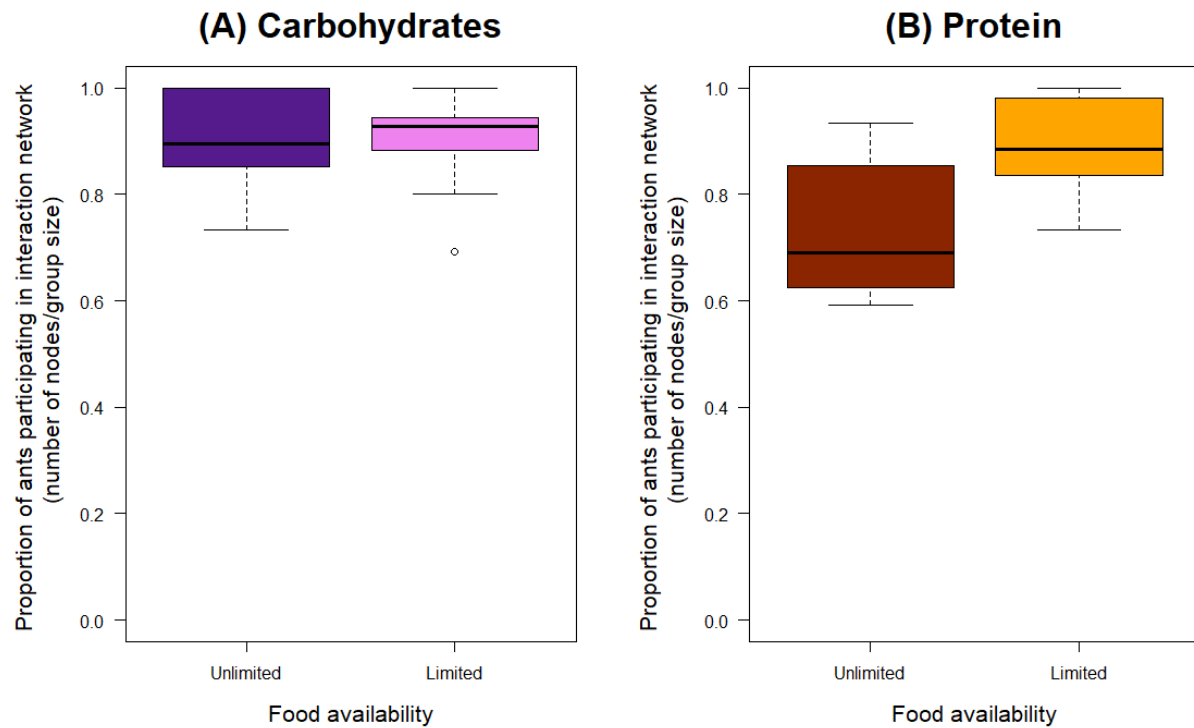 (A) Carbohydrates
Proportion of ants participating in interaction network
(number of nodes/group size)
1.0
0.8
0.6
0.4
0.2
0.0
Unlimited
Limited
Food availability
(B) Protein
Proportion of ants participating in interaction network
(number of nodes/group size)
1.0
0.8
0.6
0.4
0.2
0.0
Unlimited
Limited
Food availability